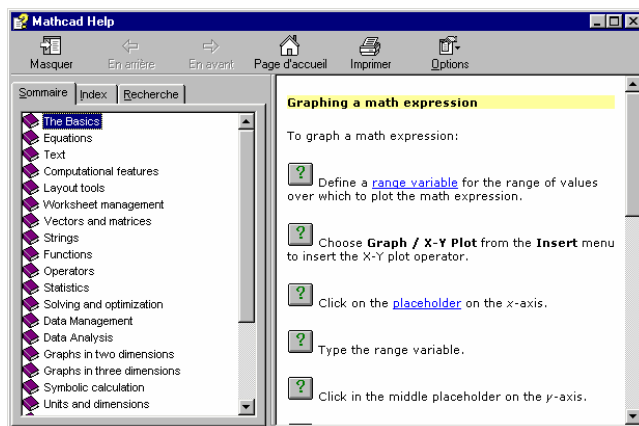 Mathcad Help
Masquer En arrière En avant Page d'accueil Imprimer Options
Sommaire Index Recherche
The Basics
Equations
Text
Computational features
Layout tools
Worksheet management
Vectors and matrices
Strings
Functions
Operators
Statistics
Solving and optimization
Data Management
Data Analysis
Graphs in two dimensions
Graphs in three dimensions
Symbolic calculation
Units and dimensions
Graphing a math expression
To graph a math expression:
? Define a range variable for the range of values
over which to plot the math expression.
? Choose Graph / X-Y Plot from the Insert menu
to insert the X-Y plot operator.
? Click on the placeholder on the x-axis.
? Type the range variable.
? Click in the middle placeholder on the y-axis.